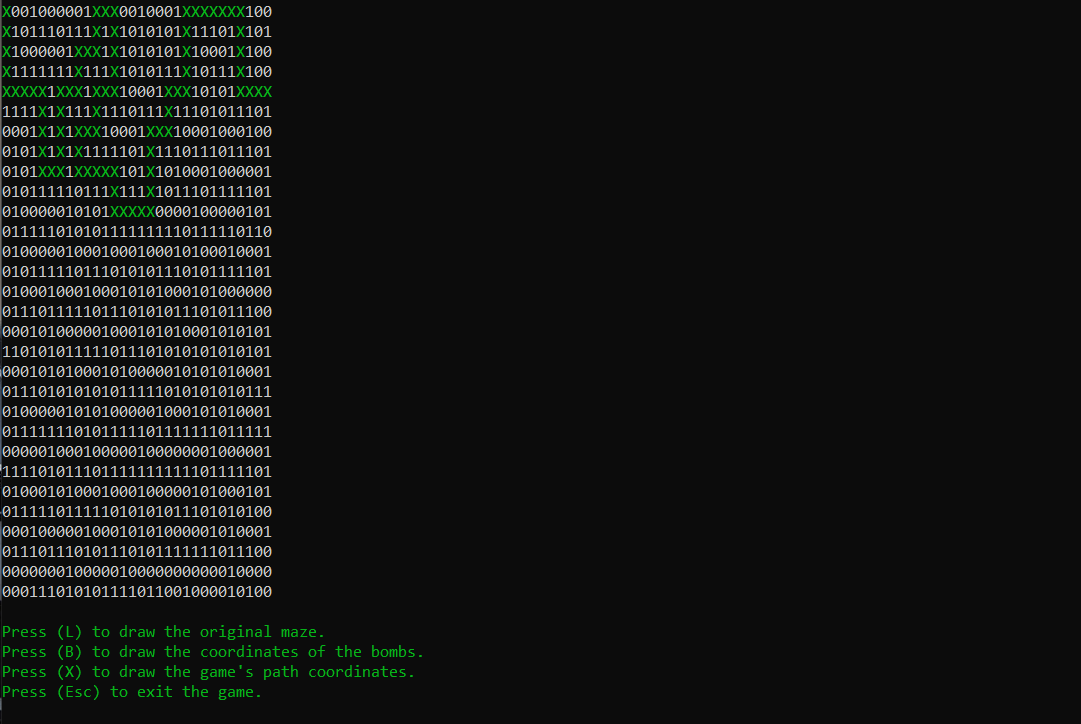 X001000001XXX0010001XXXXXXX100
X101110111X1X1010101X11101X101
X1000001XXX1X1010101X10001X100
X1111111X111X1010111X10111X100
XXXXX1XXX1XXX10001XXX10101XXXX
1111X1X111X1110111X11101011101
0001X1X1XXX10001XXX10001000100
0101X1X1X1111101X1110111011101
0101XXX1XXXXX101X1010001000001
010111110111X111X1011101111101
010000010101XXXXX0000100000101
011111010101111111110111110110
010000010001000100010100010001
010111110111010101110101111101
010001000100010101000101000000
011101111101110101011101011100
000101000001000101010001010101
110101011111011101010101010101
000101010001010000010101010001
011101010101011111010101010111
010000010101000001000101010001
011111110101111101111111011111
000001000100000100000001000001
111101011101111111111101111101
010001010001000100000101000101
011111011111010101011101010100
000100000100010101000001010001
011101110101110101111111011100
000000010000010000000000010000
000111010101111011001000010100
Press (L) to draw the original maze.
Press (B) to draw the coordinates of the bombs.
Press (X) to draw the game's path coordinates.
Press (Esc) to exit the game.